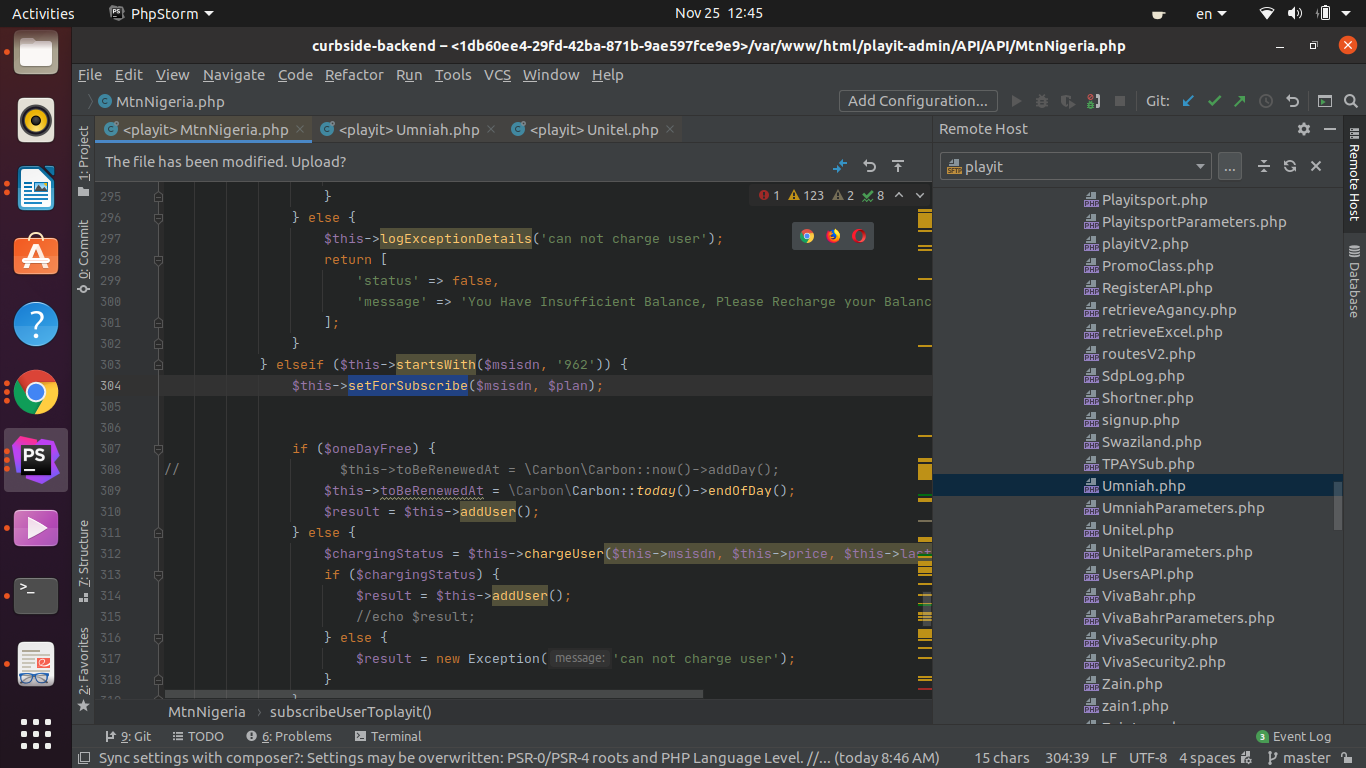 Activities
PhpStorm
Nov 25 12:45
en
curbside-backend – <1db60ee4-29fd-42ba-871b-9ae597fce9e9>/var/www/html/playit-admin/API/API/MtnNigeria.php
File Edit View Navigate Code Refactor Run Tools VCS Window Help
MtnNigeria.php
Add Configuration...
Git:
<playit> MtnNigeria.php
<playit> Umniah.php
<playit> Unitel.php
The file has been modified. Upload?
1 123 2 8
295 }
296 } else {
297 $this->logExceptionDetails('can not charge user');
298 return [
299 'status' => false,
300 'message' => 'You Have Insufficient Balance, Please Recharge your Balanc
301 ];
302 }
303 } elseif ($this->startsWith($msisdn, '962')) {
304 $this->setForSubscribe($msisdn, $plan);
305
306
307 if ($oneDayFree) {
308 // $this->toBeRenewedAt = \Carbon\Carbon::now()->addDay();
309 $this->toBeRenewedAt = \Carbon\Carbon::today()->endOfDay();
310 $result = $this->addUser();
311 } else {
312 $chargingStatus = $this->chargeUser($this->msisdn, $this->price, $this->last
313 if ($chargingStatus) {
314 $result = $this->addUser();
315 //echo $result;
316 } else {
317 $result = new Exception( message: 'can not charge user');
318 }
MtnNigeria › subscribeUserToplayit()
1: Project
0: Commit
7: Structure
2: Favorites
Remote Host
playit
...
Playitsport.php
PlayitsportParameters.php
playitV2.php
PromoClass.php
RegisterAPI.php
retrieveAgancy.php
retrieveExcel.php
routesV2.php
SdpLog.php
Shortner.php
signup.php
Swaziland.php
TPAYSub.php
Umniah.php
UmniahParameters.php
Unitel.php
UnitelParameters.php
UsersAPI.php
VivaBahr.php
VivaBahrParameters.php
VivaSecurity.php
VivaSecurity2.php
Zain.php
zain1.php
Remote Host
Database
9: Git
TODO
6: Problems
Terminal
3 Event Log
Sync settings with composer?: Settings may be overwritten: PSR-0/PSR-4 roots and PHP Language Level. //... (today 8:46 AM)
15 chars 304:39 LF UTF-8 4 spaces master